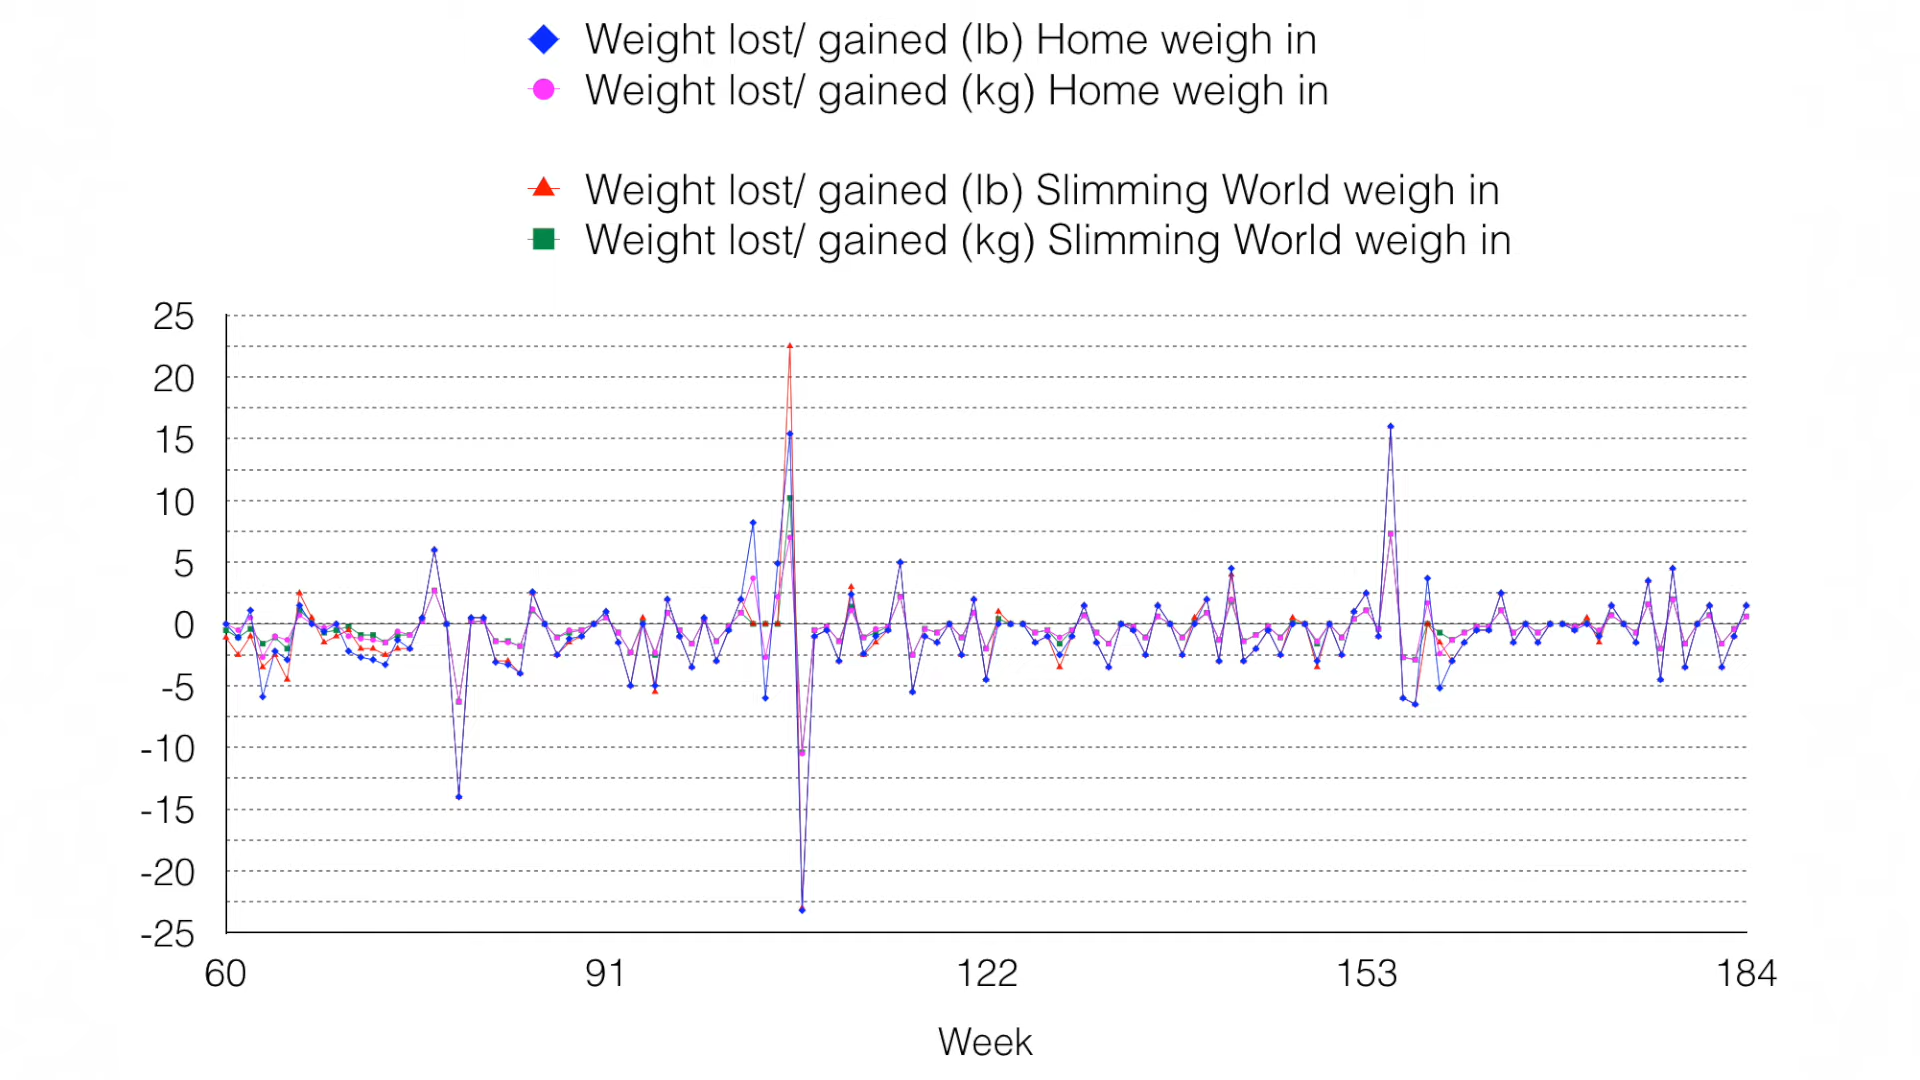 Weight lost/ gained (lb) Home weigh in
Weight lost/ gained (kg) Home weigh in
Weight lost/ gained (lb) Slimming World weigh in
Weight lost/ gained (kg) Slimming World weigh in
25
20
15
10
5
0
-5
-10
-15
-20
-25
60 91 122 153 184
Week